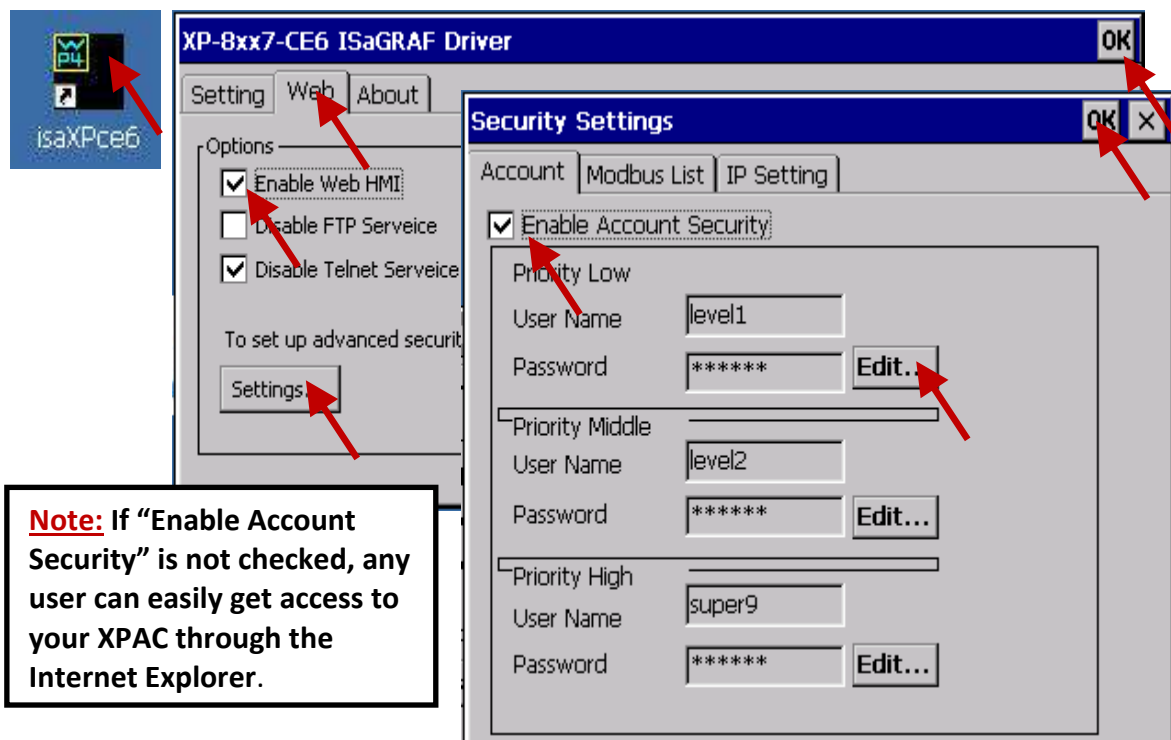 isaXPce6
XP-8xx7-CE6 ISaGRAF Driver
OK
Setting
Web
About
Options
Enable Web HMI
Disable FTP Serveice
Disable Telnet Serveice
To set up advanced securit
Settings..
Security Settings
OK
Account
Modbus List
IP Setting
Enable Account Security
Priority Low
User Name
level1
Password
******
Edit...
Priority Middle
User Name
level2
Password
******
Edit...
Priority High
User Name
super9
Password
******
Edit...
Note: If “Enable Account
Security” is not checked, any
user can easily get access to
your XPAC through the
Internet Explorer.